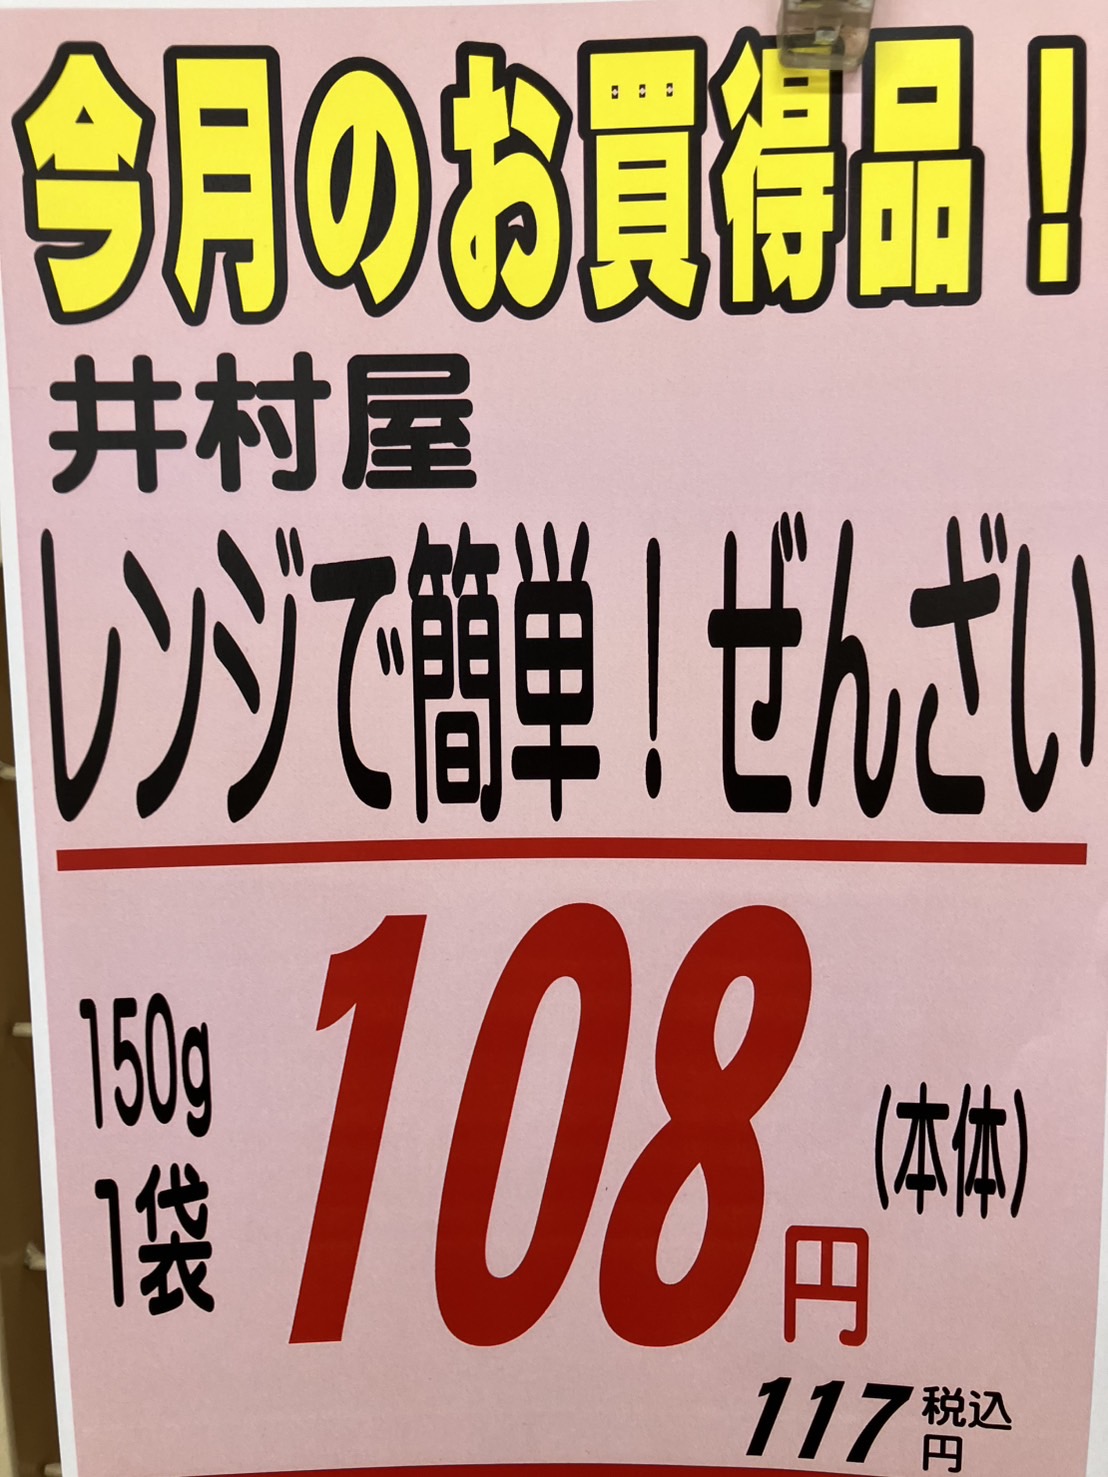 今月のお買得品！
井村屋
レンジで簡単！ぜんざい
150g
1袋
108円
(本体)
117税込円